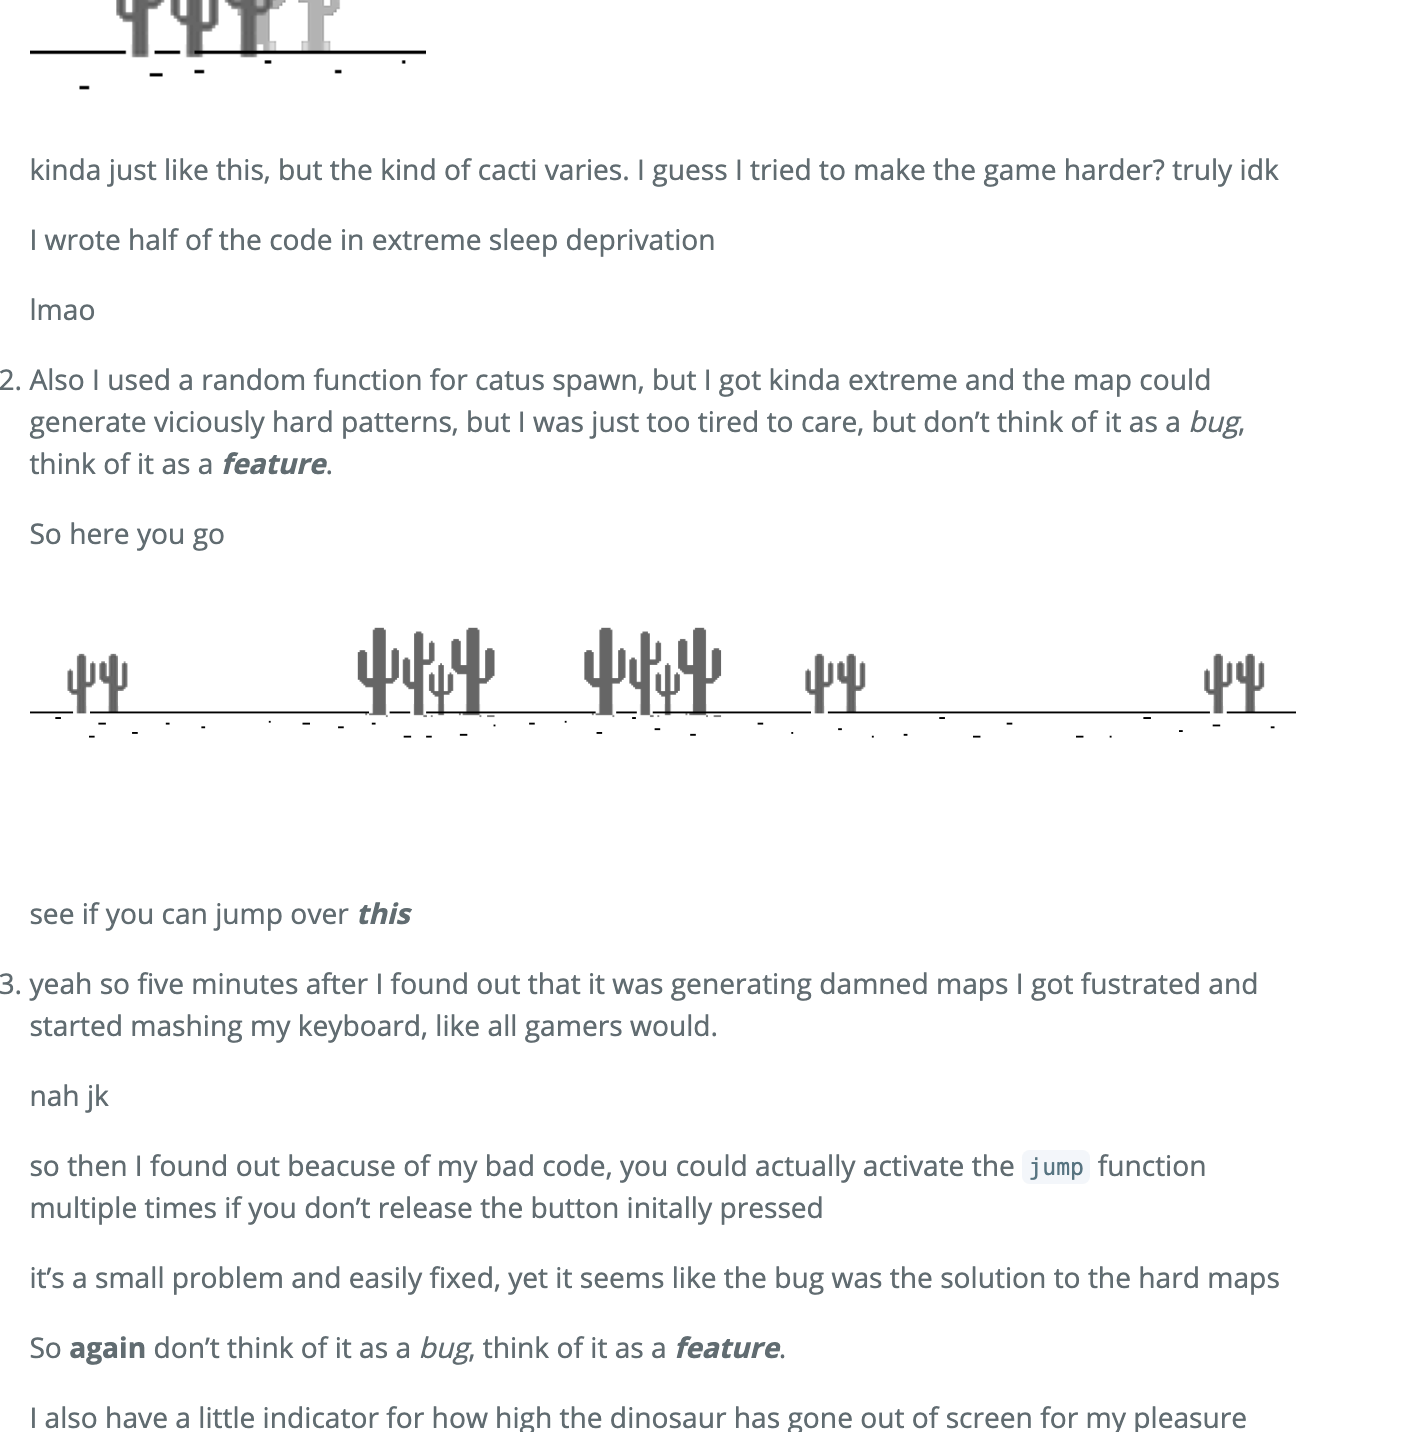 kinda just like this, but the kind of cacti varies. I guess I tried to make the game harder? truly idk
I wrote half of the code in extreme sleep deprivation
lmao
2. Also I used a random function for catus spawn, but I got kinda extreme and the map could
generate viciously hard patterns, but I was just too tired to care, but don’t think of it as a bug,
think of it as a feature.
So here you go
see if you can jump over this
3. yeah so five minutes after I found out that it was generating damned maps I got fustrated and
started mashing my keyboard, like all gamers would.
nah jk
so then I found out beacuse of my bad code, you could actually activate the jump function
multiple times if you don’t release the button initally pressed
it’s a small problem and easily fixed, yet it seems like the bug was the solution to the hard maps
So again don’t think of it as a bug, think of it as a feature.
I also have a little indicator for how high the dinosaur has gone out of screen for my pleasure